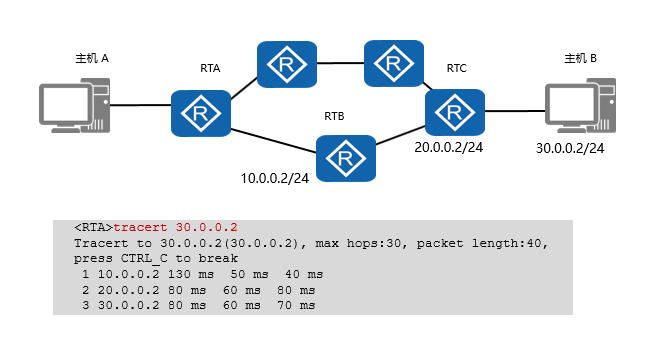 主机 A
主机 B
RTA
RTC
R
R
R
R
RTB
R
20.0.0.2/24
30.0.0.2/24
10.0.0.2/24
<RTA>tracert 30.0.0.2
Tracert to 30.0.0.2(30.0.0.2), max hops:30, packet length:40,
press CTRL_C to break
1 10.0.0.2 130 ms 50 ms 40 ms
2 20.0.0.2 80 ms 60 ms 80 ms
3 30.0.0.2 80 ms 60 ms 70 ms